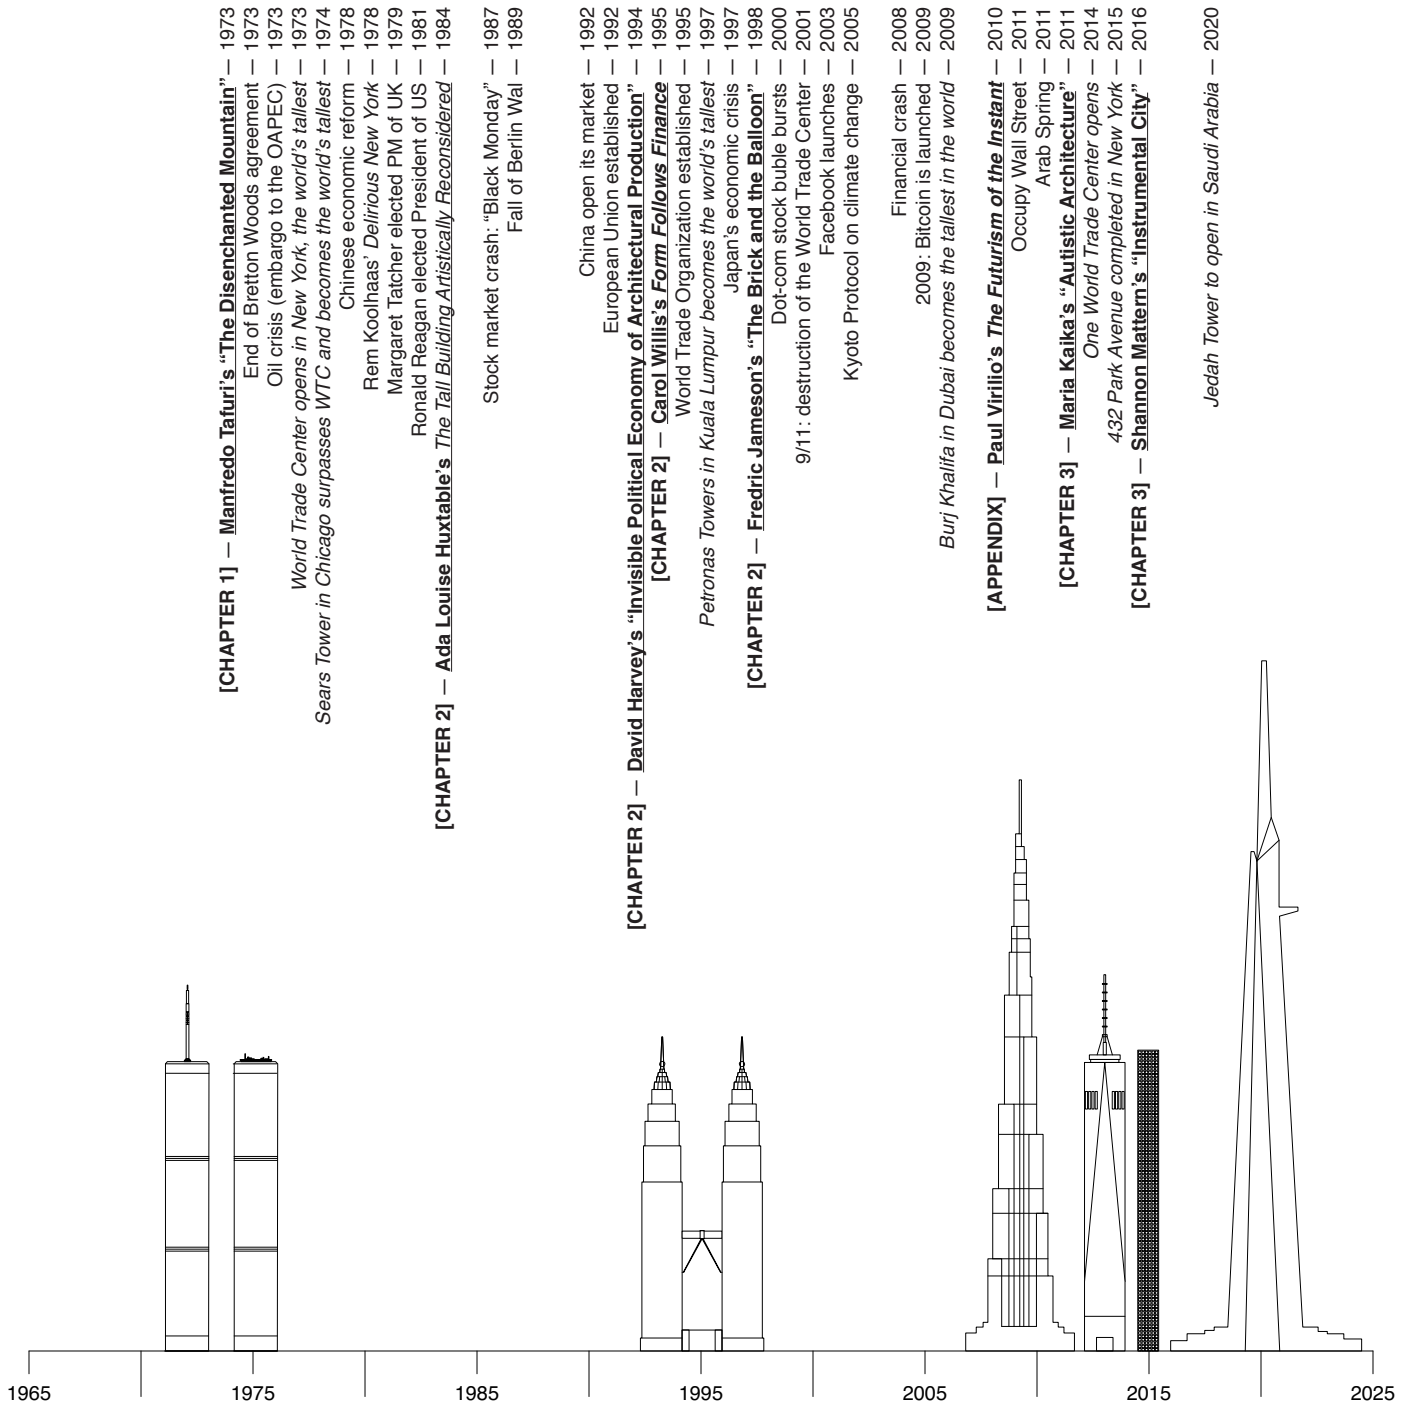 [CHAPTER 1] — Manfredo Tafuri's “The Disenchanted Mountain”— 1973
End of Bretton Woods agreement — 1973
Oil crisis (embargo to the OAPEC) — 1973
World Trade Center opens in New York, the world's tallest — 1973
Sears Tower in Chicago surpasses WTC and becomes the world's tallest — 1974
Chinese economic reform — 1978
Rem Koolhaas' Delirious New York — 1978
Margaret Tatcher elected PM of UK — 1979
Ronald Reagan elected President of US — 1981
[CHAPTER 2] — Ada Louise Huxtable's The Tall Building Artistically Reconsidered — 1984
Stock market crash: “Black Monday” — 1987
Fall of Berlin Wal — 1989
China open its market — 1992
European Union established — 1992
[CHAPTER 2] — David Harvey's “Invisible Political Economy of Architectural Production” — 1994
[CHAPTER 2] — Carol Willis's Form Follows Finance — 1995
World Trade Organization established — 1995
Petronas Towers in Kuala Lumpur becomes the world's tallest — 1997
Japan's economic crisis — 1997
[CHAPTER 2] — Fredric Jameson's “The Brick and the Balloon” — 1998
Dot-com stock buble bursts — 2000
9/11: destruction of the World Trade Center — 2001
Facebook launches — 2003
Kyoto Protocol on climate change — 2005
Financial crash — 2008
2009: Bitcoin is launched — 2009
Burj Khalifa in Dubai becomes the tallest in the world — 2009
[APPENDIX] — Paul Virilio's The Futurism of the Instant — 2010
Occupy Wall Street — 2011
Arab Spring — 2011
[CHAPTER 3] — Maria Kaika's “Autistic Architecture” — 2011
One World Trade Center opens — 2014
432 Park Avenue completed in New York — 2015
[CHAPTER 3] — Shannon Mattern's “Instrumental City” — 2016
Jedah Tower to open in Saudi Arabia — 2020
1965 1975 1985 1995 2005 2015 2025